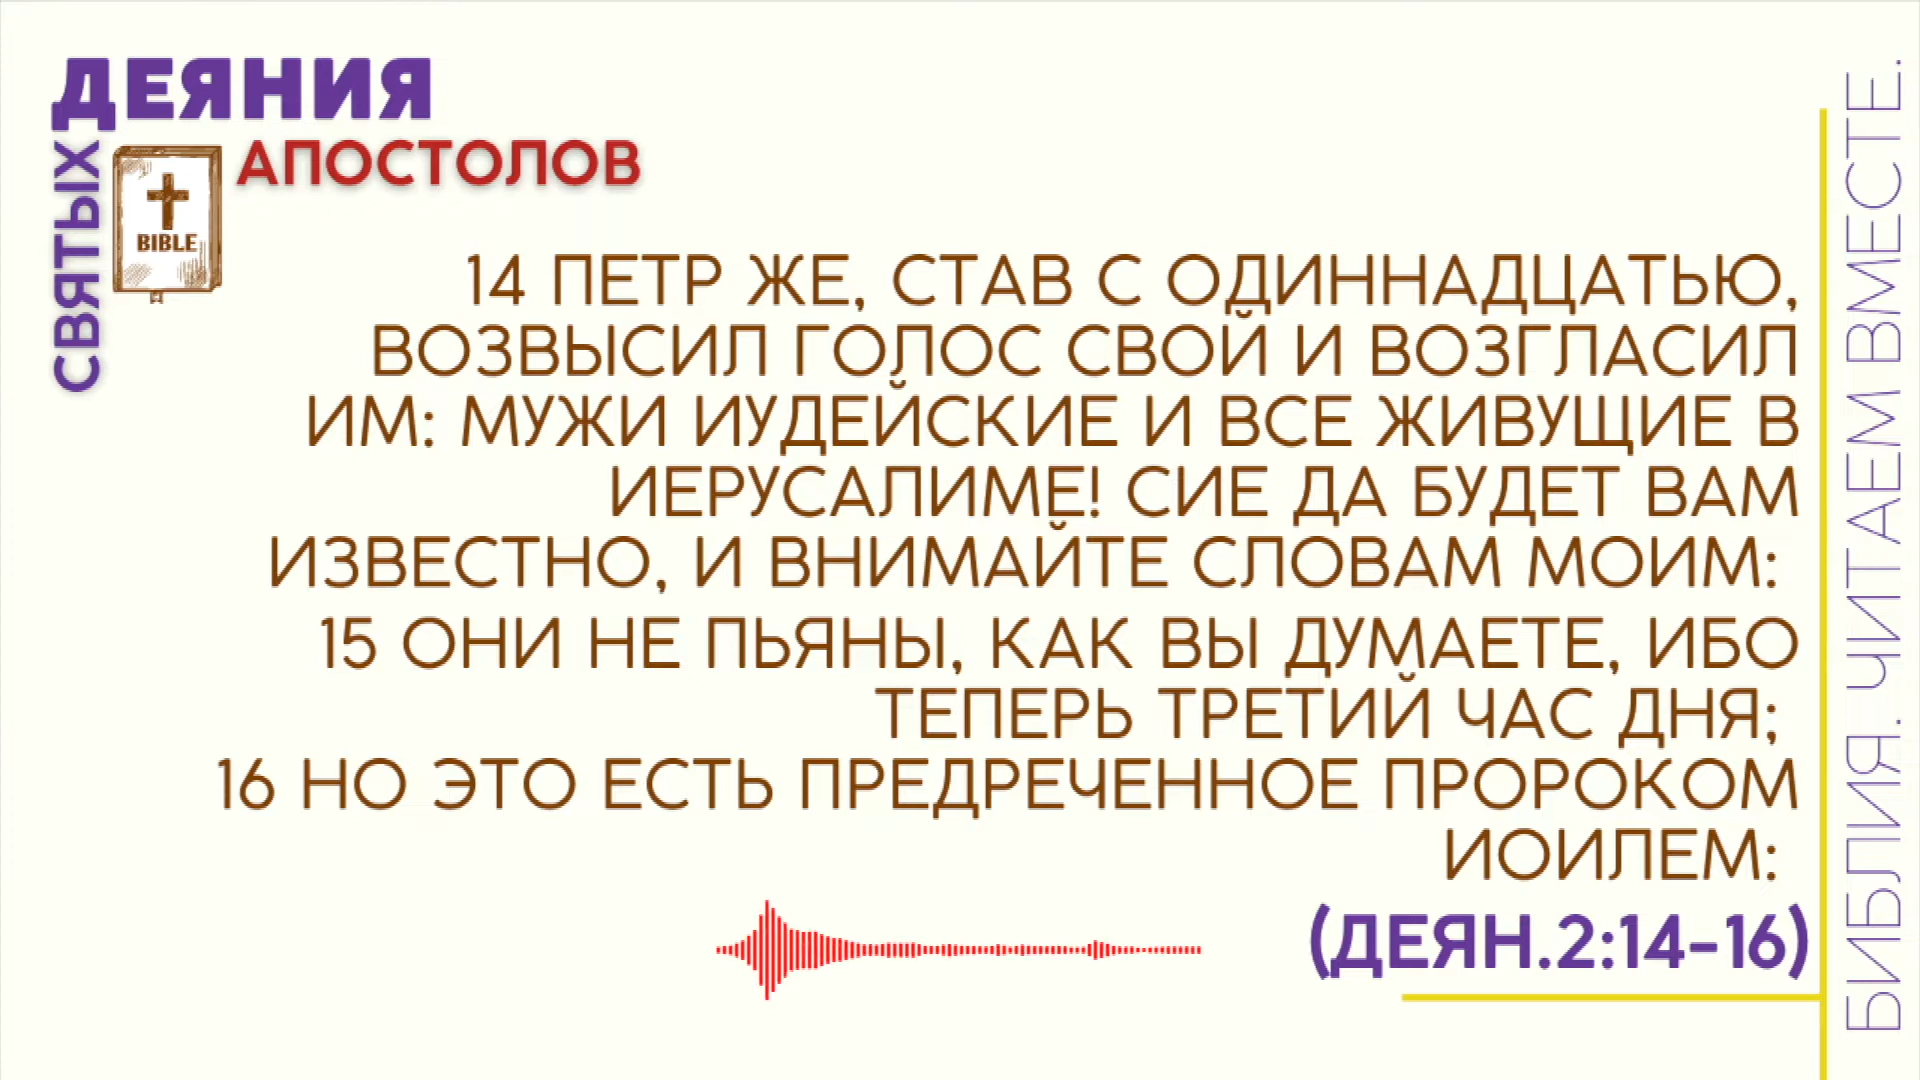 ДЕЯНИЯ
СВЯТЫХ
АПОСТОЛОВ
BIBLE
14 ПЕТР ЖЕ, СТАВ С ОДИННАДЦАТЬЮ,
ВОЗВЫСИЛ ГОЛОС СВОЙ И ВОЗГЛАСИЛ
ИМ: МУЖИ ИУДЕЙСКИЕ И ВСЕ ЖИВУЩИЕ В
ИЕРУСАЛИМЕ! СИЕ ДА БУДЕТ ВАМ
ИЗВЕСТНО, И ВНИМАЙТЕ СЛОВАМ МОИМ:
15 ОНИ НЕ ПЬЯНЫ, КАК ВЫ ДУМАЕТЕ, ИБО
ТЕПЕРЬ ТРЕТИЙ ЧАС ДНЯ;
16 НО ЭТО ЕСТЬ ПРЕДРЕЧЕННОЕ ПРОРОКОМ
ИОИЛЕМ:
(ДЕЯН.2:14-16)
БИБЛИЯ. ЧИТАЕМ ВМЕСТЕ.